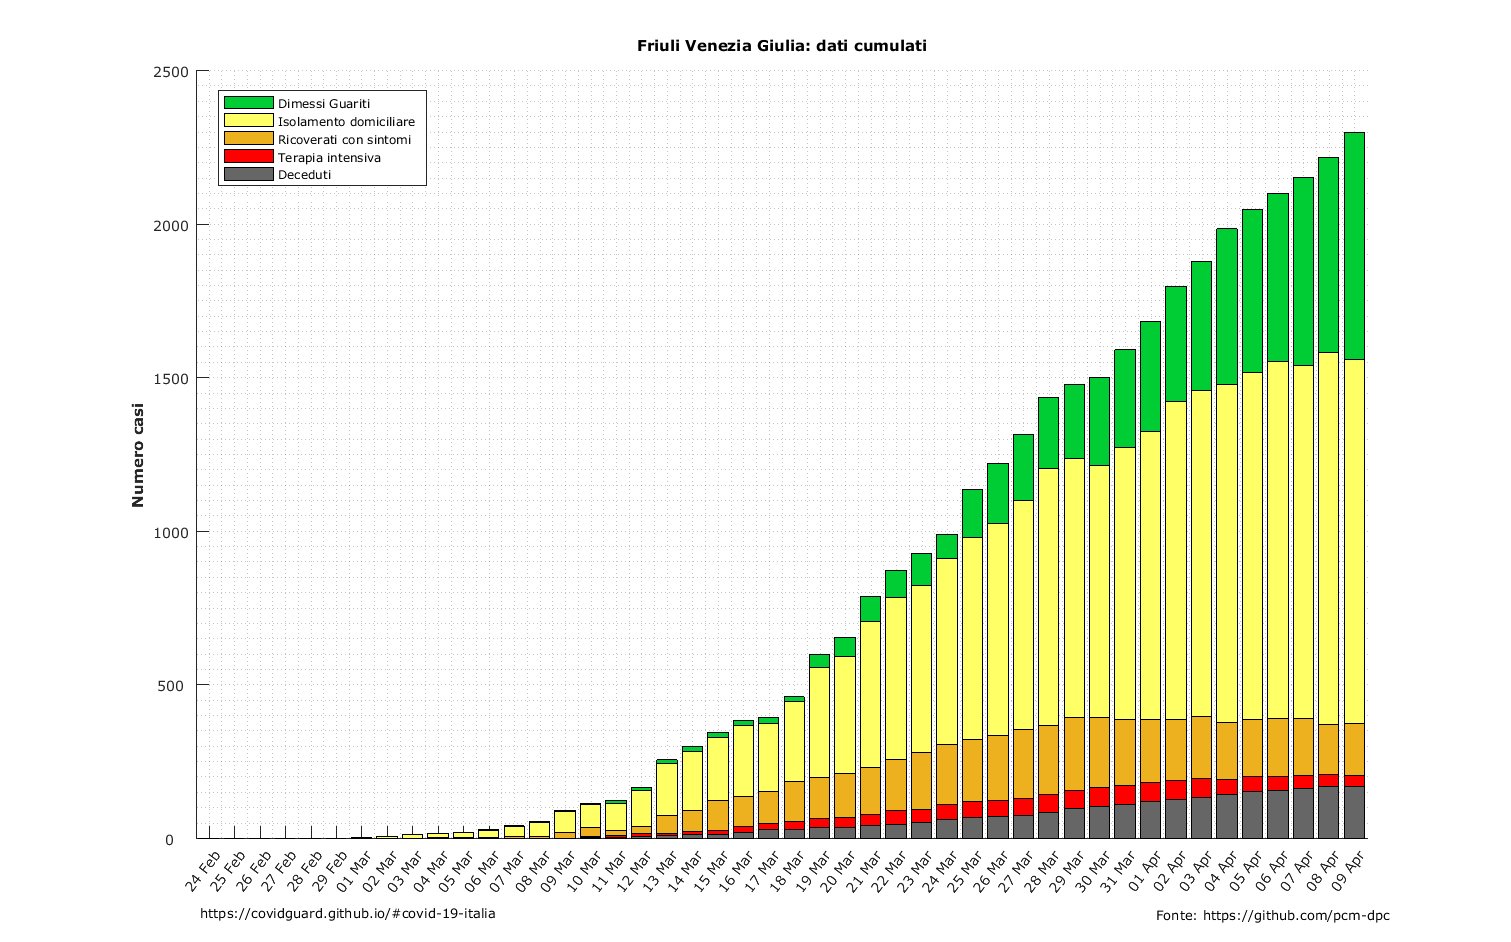 Friuli Venezia Giulia: dati cumulati
2500
2000
1500
1000
500
0
Numero casi
Dimessi Guariti
Isolamento domiciliare
Ricoverati con sintomi
Terapia intensiva
Deceduti
24 Feb
25 Feb
26 Feb
27 Feb
28 Feb
29 Feb
01 Mar
02 Mar
03 Mar
04 Mar
05 Mar
06 Mar
07 Mar
08 Mar
09 Mar
10 Mar
11 Mar
12 Mar
13 Mar
14 Mar
15 Mar
16 Mar
17 Mar
18 Mar
19 Mar
20 Mar
21 Mar
22 Mar
23 Mar
24 Mar
25 Mar
26 Mar
27 Mar
28 Mar
29 Mar
30 Mar
31 Mar
01 Apr
02 Apr
03 Apr
04 Apr
05 Apr
06 Apr
07 Apr
08 Apr
09 Apr
https://covidguard.github.io/#covid-19-italia
Fonte: https://github.com/pcm-dpc